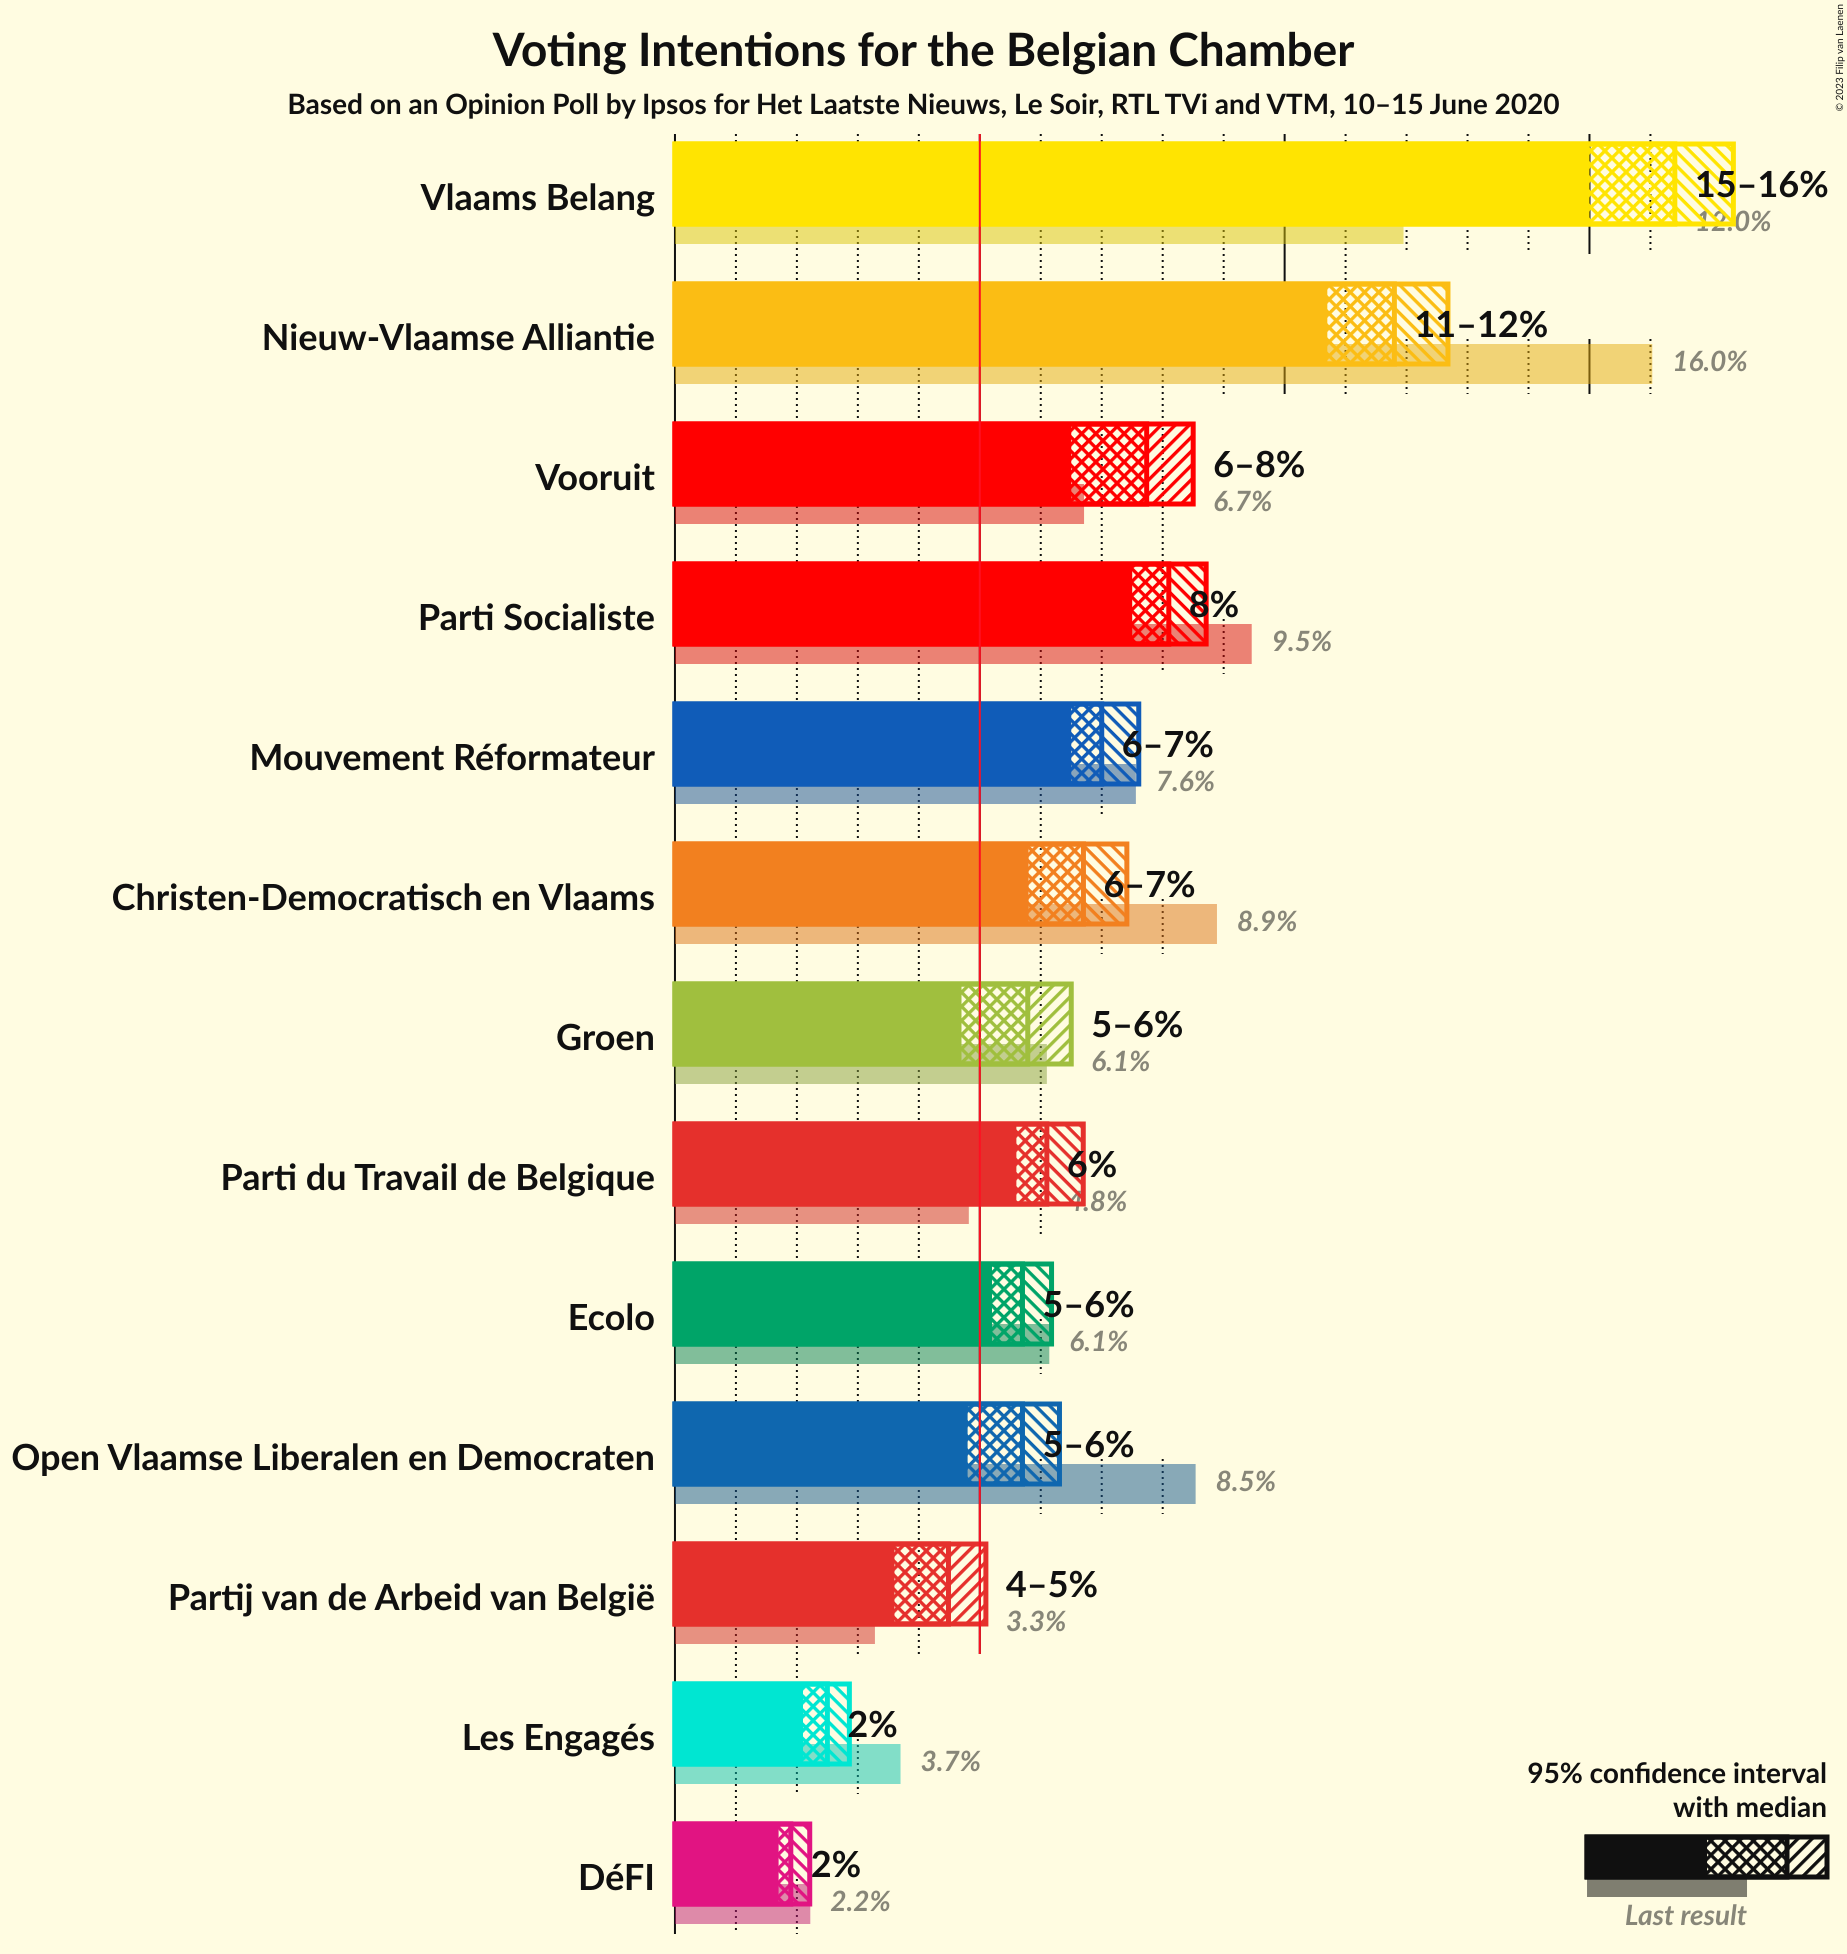 Voting Intentions for the Belgian Chamber
Based on an Opinion Poll by Ipsos for Het Laatste Nieuws, Le Soir, RTL TVi and VTM, 10–15 June 2020
© 2023 Filip van Laenen
Vlaams Belang
15–16%
12.0%
Nieuw-Vlaamse Alliantie
11–12%
16.0%
Vooruit
6–8%
6.7%
Parti Socialiste
8%
9.5%
Mouvement Réformateur
6–7%
7.6%
Christen-Democratisch en Vlaams
6–7%
8.9%
Groen
5–6%
6.1%
Parti du Travail de Belgique
6%
4.8%
Ecolo
5–6%
6.1%
Open Vlaamse Liberalen en Democraten
5–6%
8.5%
Partij van de Arbeid van België
4–5%
3.3%
Les Engagés
2%
3.7%
DéFI
2%
2.2%
95% confidence interval
with median
Last result